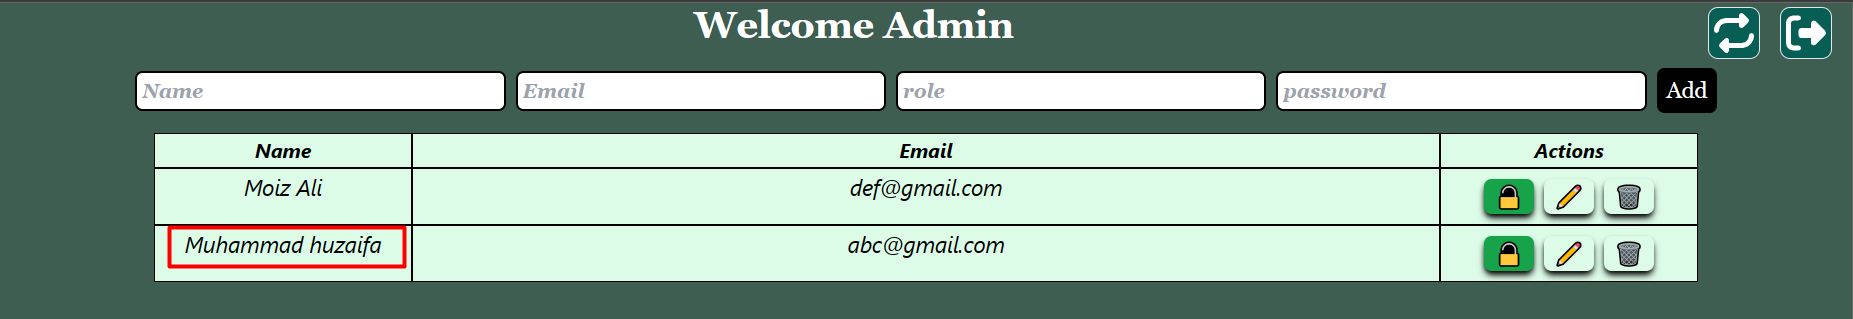 Welcome Admin
Name Email role password Add
Name Email Actions
Moiz Ali def@gmail.com
Muhammad huzaifa abc@gmail.com